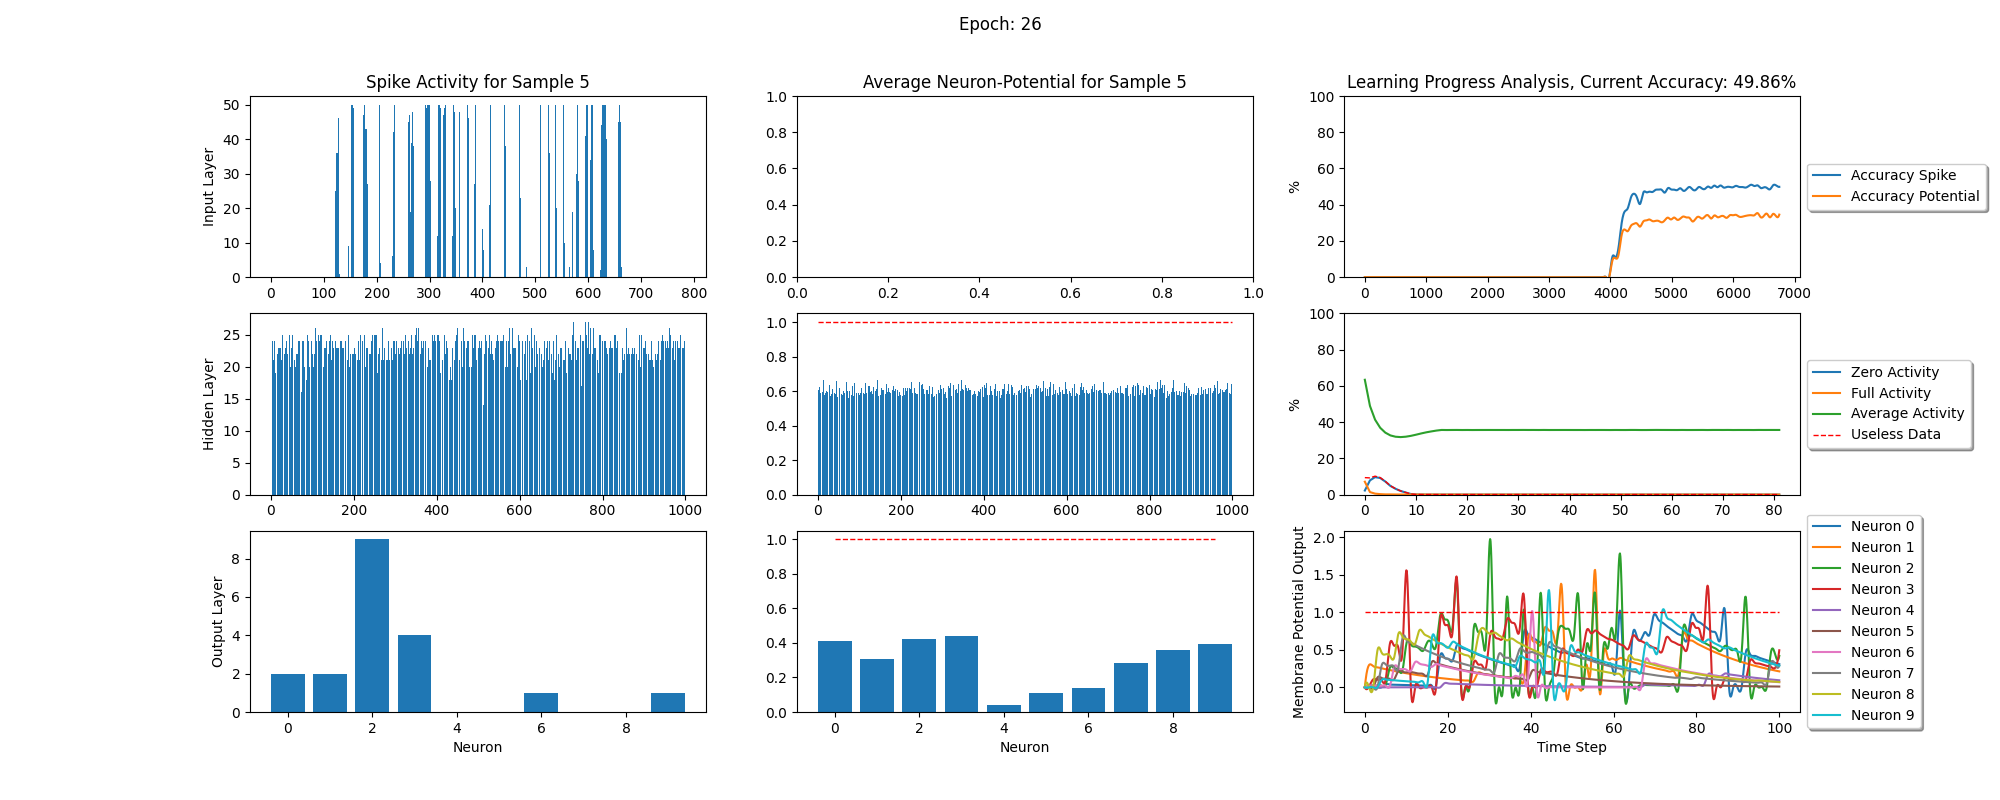 Epoch: 26
Spike Activity for Sample 5
Average Neuron-Potential for Sample 5
Learning Progress Analysis, Current Accuracy: 49.86%
Input Layer
50
40
30
20
10
0
0 100 200 300 400 500 600 700 800
1.0
0.8
0.6
0.4
0.2
0.0
0.0 0.2 0.4 0.6 0.8 1.0
%
100
80
60
40
20
0
0 1000 2000 3000 4000 5000 6000 7000
Accuracy Spike
Accuracy Potential
Hidden Layer
25
20
15
10
5
0
0 200 400 600 800 1000
1.0
0.8
0.6
0.4
0.2
0.0
0 200 400 600 800 1000
%
100
80
60
40
20
0
0 10 20 30 40 50 60 70 80
Zero Activity
Full Activity
Average Activity
Useless Data
Output Layer
8
6
4
2
0
0 2 4 6 8
Neuron
1.0
0.8
0.6
0.4
0.2
0.0
0 2 4 6 8
Neuron
Membrane Potential Output
2.0
1.5
1.0
0.5
0.0
0 20 40 60 80 100
Time Step
Neuron 0
Neuron 1
Neuron 2
Neuron 3
Neuron 4
Neuron 5
Neuron 6
Neuron 7
Neuron 8
Neuron 9